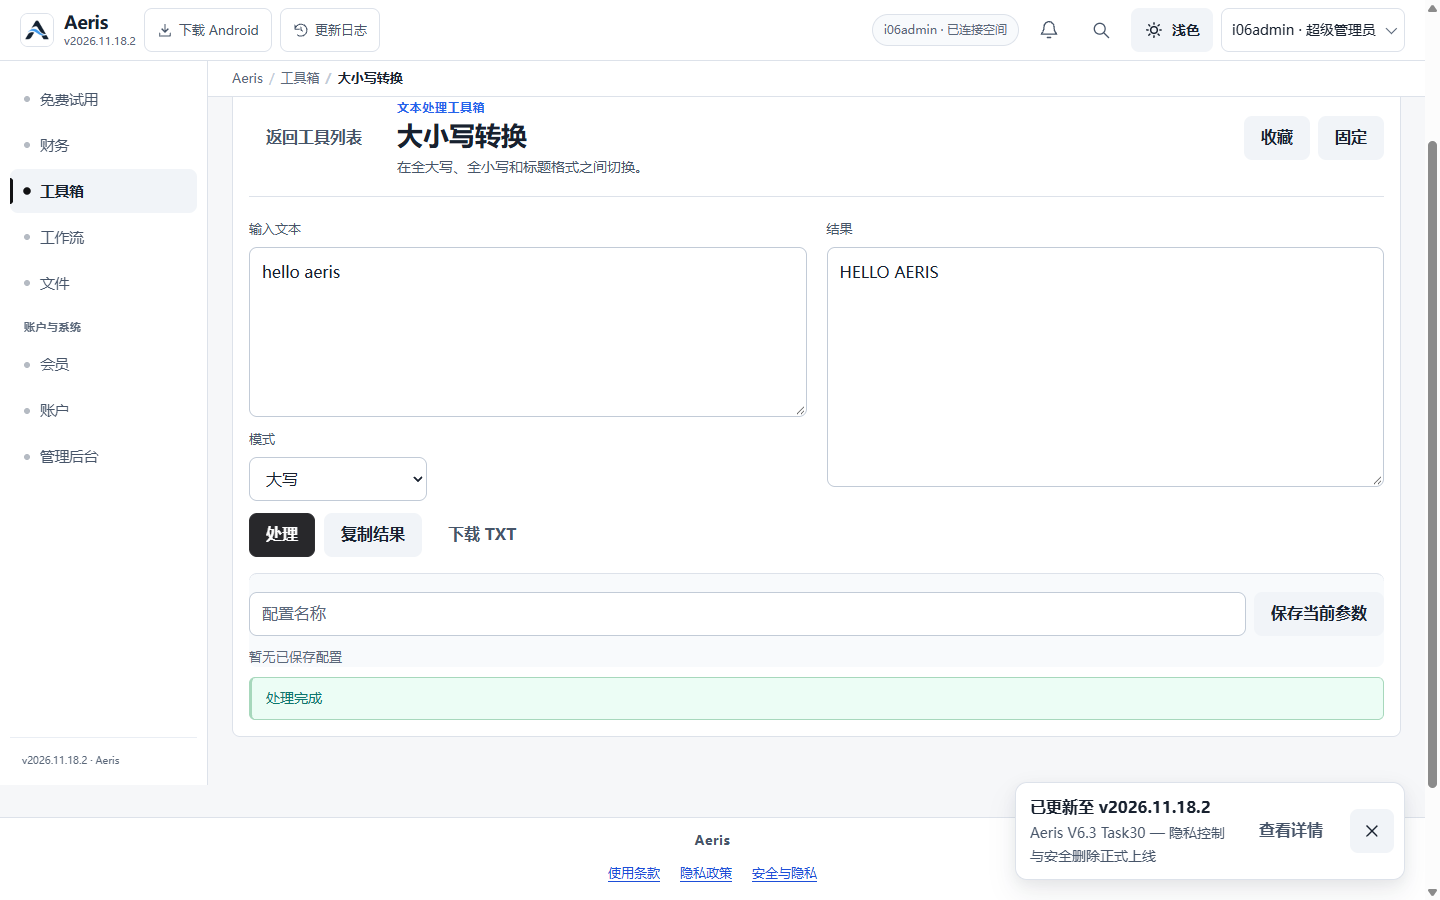 Aeris
v2026.11.18.2
下载 Android
更新日志
i06admin · 已连接空间
浅色
i06admin · 超级管理员
免费试用
财务
工具箱
工作流
文件
账户与系统
会员
账户
管理后台
v2026.11.18.2 · Aeris
Aeris / 工具箱 / 大小写转换
返回工具列表
文本处理工具箱
大小写转换
在全大写、全小写和标题格式之间切换。
收藏
固定
输入文本
hello aeris
结果
HELLO AERIS
模式
大写
处理
复制结果
下载 TXT
配置名称
保存当前参数
暂无已保存配置
处理完成
Aeris
使用条款
隐私政策
安全与隐私
已更新至 v2026.11.18.2
Aeris V6.3 Task30 — 隐私控制
与安全删除正式上线
查看详情